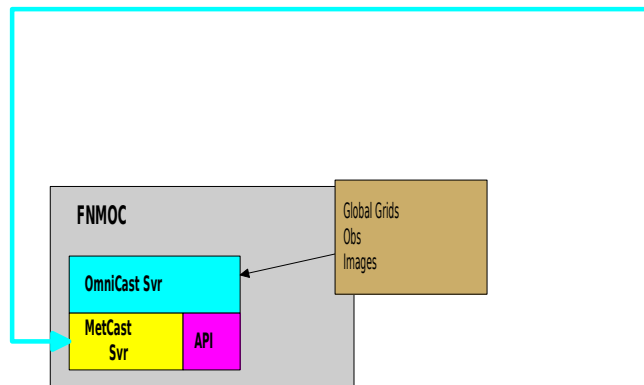 FNMOC
Global Grids
Obs
Images
OmniCast Svr
MetCast
Svr
API